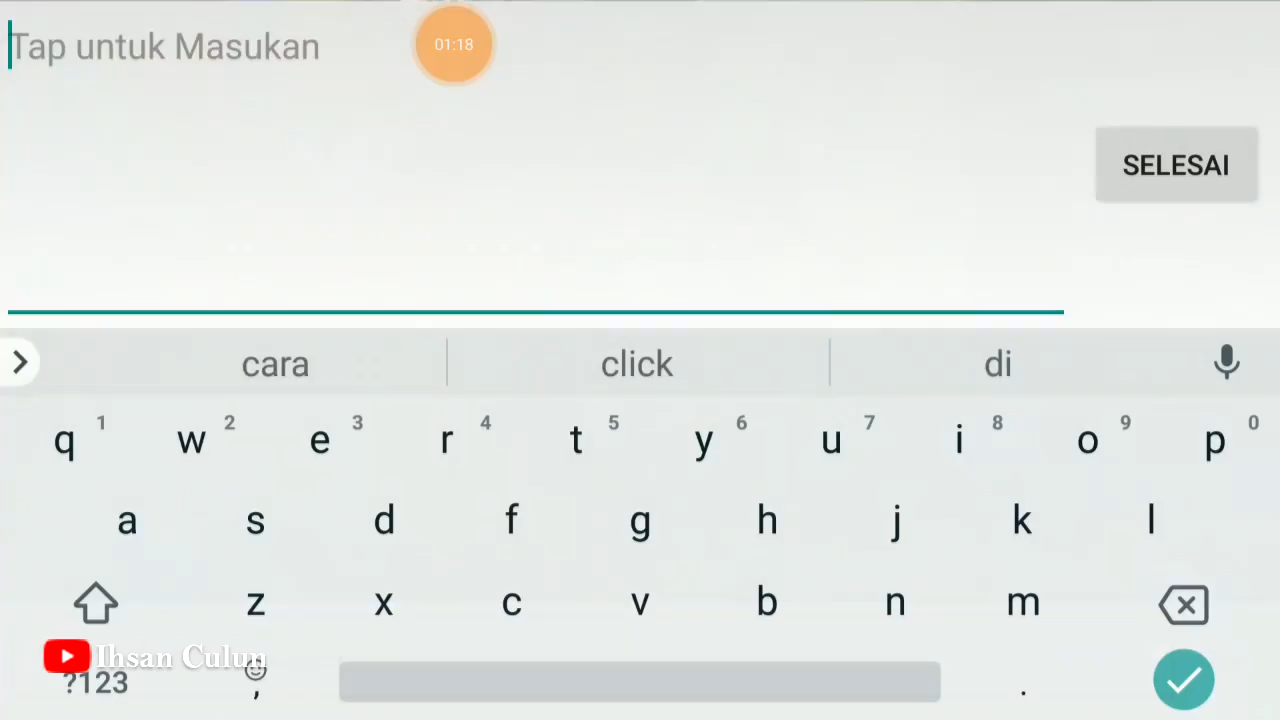 Tap untuk Masukan
01:18
SELESAI
cara click di
q 1 w 2 e 3 r 4 t 5 y 6 u 7 i 8 o 9 p 0
a s d f g h j k l
z x c v b n m
Ihsan Culun
?123 , .